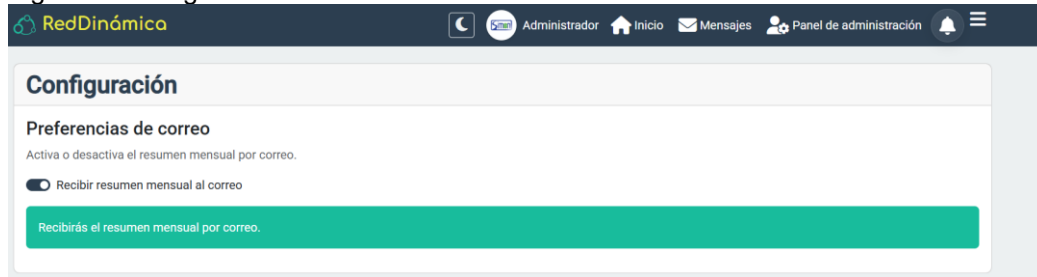 RedDinámica
Administrador Inicio Mensajes Panel de administración
Configuración
Preferencias de correo
Activa o desactiva el resumen mensual por correo.
Recibir resumen mensual al correo
Recibirás el resumen mensual por correo.